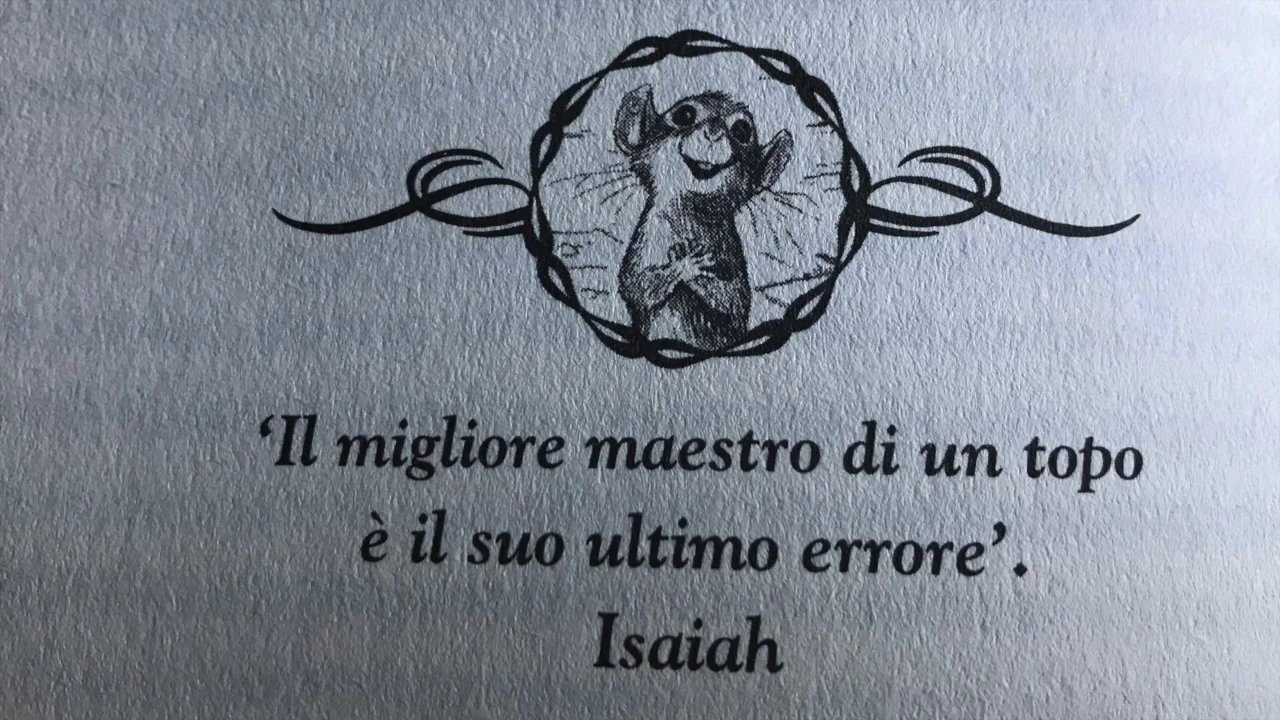 ‘Il migliore maestro di un topo
è il suo ultimo errore’.
Isaiah